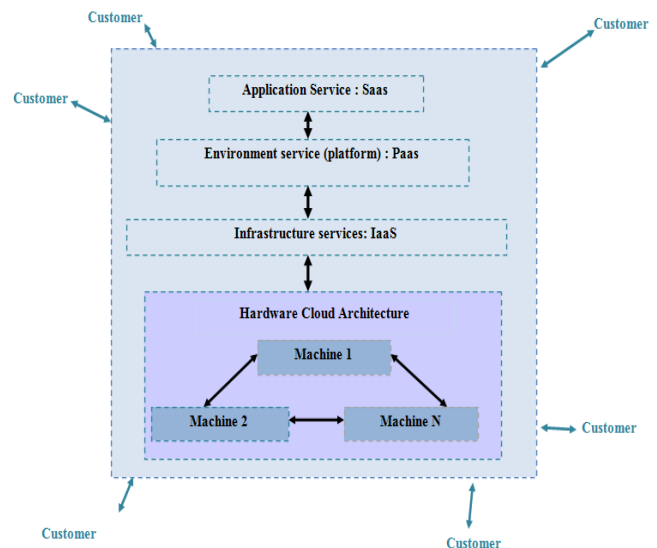 Customer
Customer
Customer
Application Service : Saas
Environment service (platform) : Paas
Infrastructure services: IaaS
Hardware Cloud Architecture
Machine 1
Machine 2
Machine N
Customer
Customer
Customer